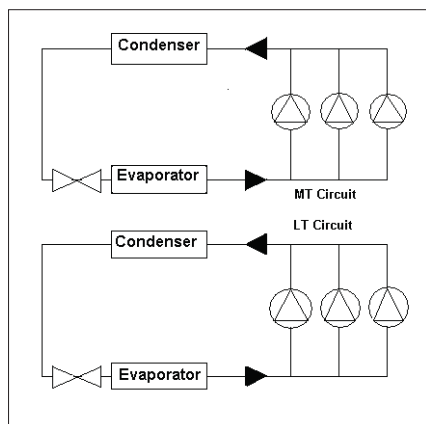 Condenser
Evaporator
MT Circuit
LT Circuit
Condenser
Evaporator